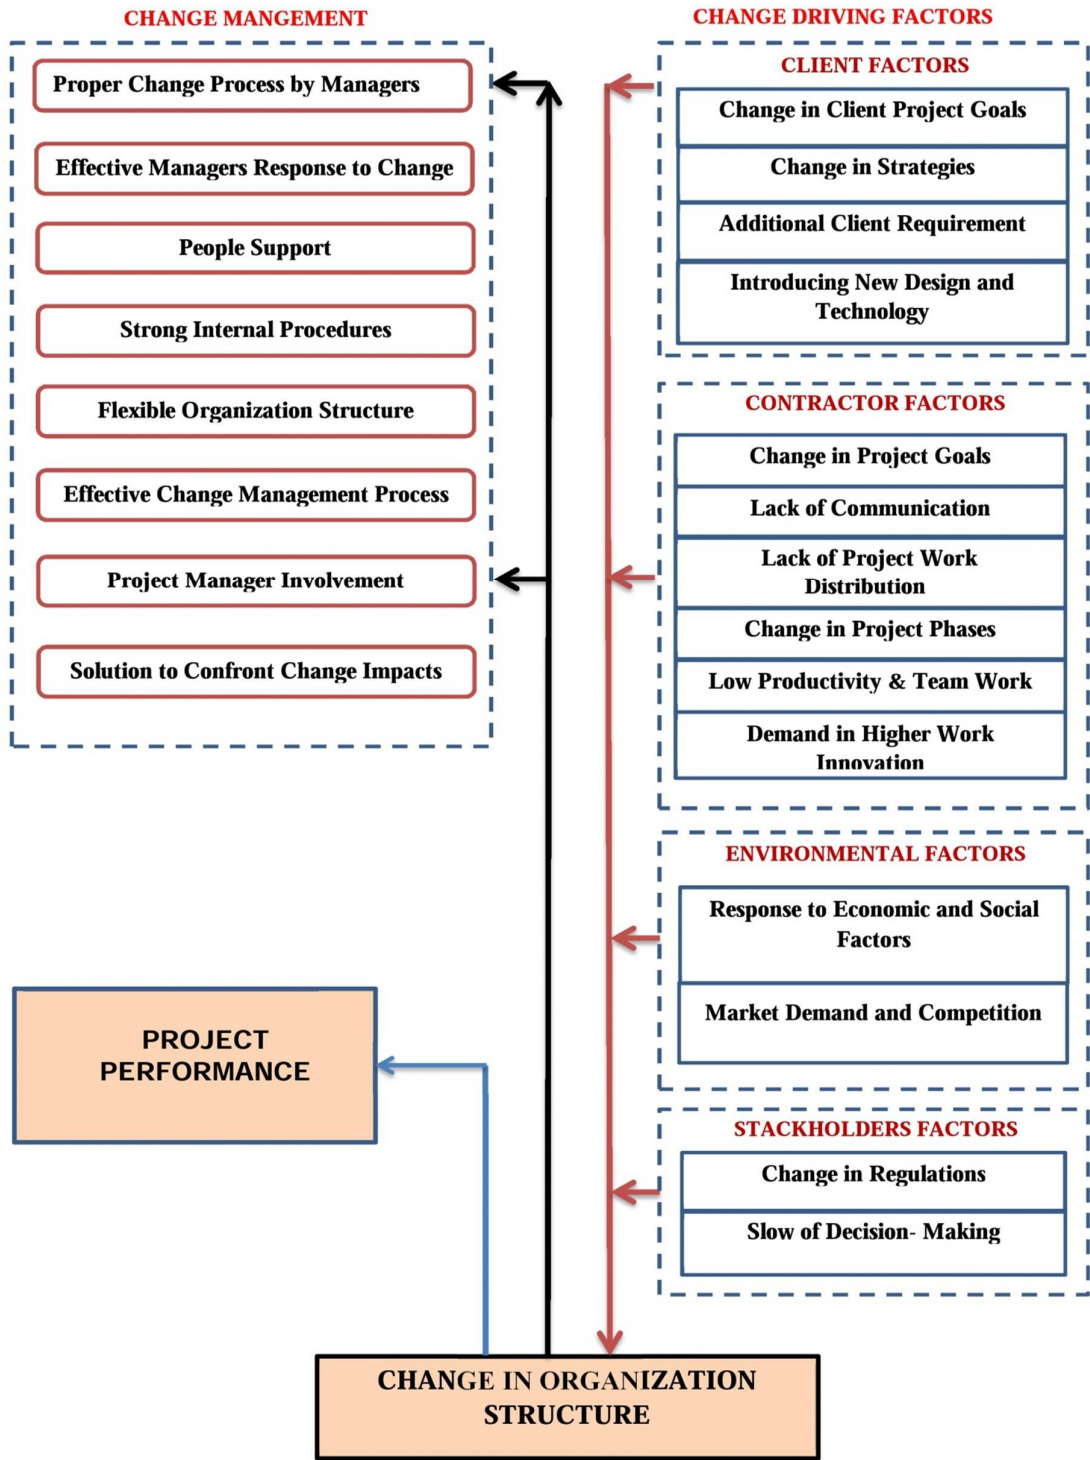 CHANGE MANGEMENT
Proper Change Process by Managers
Effective Managers Response to Change
People Support
Strong Internal Procedures
Flexible Organization Structure
Effective Change Management Process
Project Manager Involvement
Solution to Confront Change Impacts
CHANGE DRIVING FACTORS
CLIENT FACTORS
Change in Client Project Goals
Change in Strategies
Additional Client Requirement
Introducing New Design and
Technology
CONTRACTOR FACTORS
Change in Project Goals
Lack of Communication
Lack of Project Work
Distribution
Change in Project Phases
Low Productivity & Team Work
Demand in Higher Work
Innovation
ENVIRONMENTAL FACTORS
Response to Economic and Social
Factors
Market Demand and Competition
STACKHOLDERS FACTORS
Change in Regulations
Slow of Decision- Making
PROJECT
PERFORMANCE
CHANGE IN ORGANIZATION
STRUCTURE